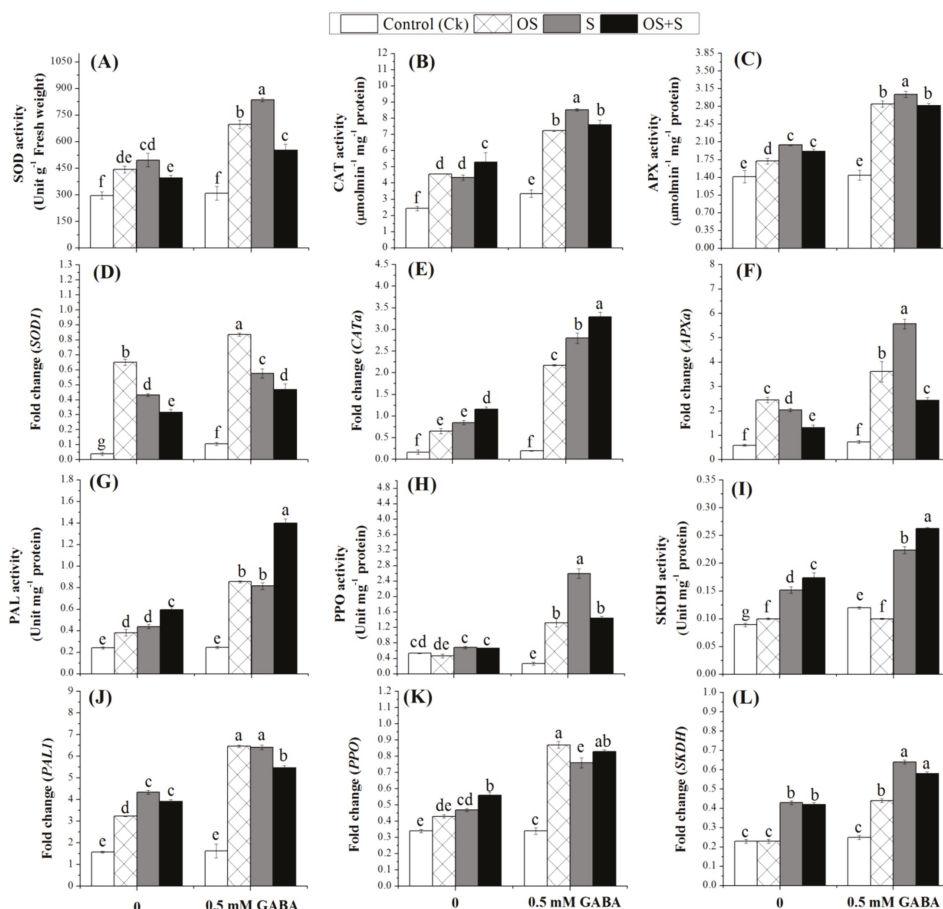 Control (Ck) OS S OS+S
(A)
SOD activity
(Unit g-1 Fresh weight)
1050
900
750
600
450
300
150
0
f de cd e f b a c
(B)
CAT activity
(µmolmin-1 mg-1 protein)
12
11
10
9
8
7
6
5
4
3
2
1
0
f d d c e b a b
(C)
APX activity
(µmolmin-1 mg-1 protein)
3.85
3.50
3.15
2.80
2.45
2.10
1.75
1.40
1.05
0.70
0.35
0.00
e d c c e b a b
(D)
Fold change (SOD1)
1.3
1.2
1.1
1.0
0.9
0.8
0.7
0.6
0.5
0.4
0.3
0.2
0.1
0.0
g b d e f a c d
(E)
Fold change (CATa)
4.5
4.0
3.5
3.0
2.5
2.0
1.5
1.0
0.5
0.0
f e e d f c b a
(F)
Fold change (APXa)
8
7
6
5
4
3
2
1
0
f c d e f b a c
(G)
PAL activity
(Unit mg-1 protein)
1.8
1.6
1.4
1.2
1.0
0.8
0.6
0.4
0.2
0.0
e d d c e b b a
(H)
PPO activity
(Unit mg-1 protein)
4.8
4.4
4.0
3.6
3.2
2.8
2.4
2.0
1.6
1.2
0.8
0.4
0.0
cd de c c e b a b
(I)
SKDH activity
(Unit mg-1 protein)
0.35
0.30
0.25
0.20
0.15
0.10
0.05
0.00
g f d c e f b a
(J)
Fold change (PAL1)
9
8
7
6
5
4
3
2
1
0
e d c c e a a b
0 0.5 mM GABA
(K)
Fold change (PPO)
1.2
1.1
1.0
0.9
0.8
0.7
0.6
0.5
0.4
0.3
0.2
0.1
0.0
e de cd b c a e ab
0 0.5 mM GABA
(L)
Fold change (SKDH)
0.9
0.8
0.7
0.6
0.5
0.4
0.3
0.2
0.1
0.0
c c b b c b a a
0 0.5 mM GABA